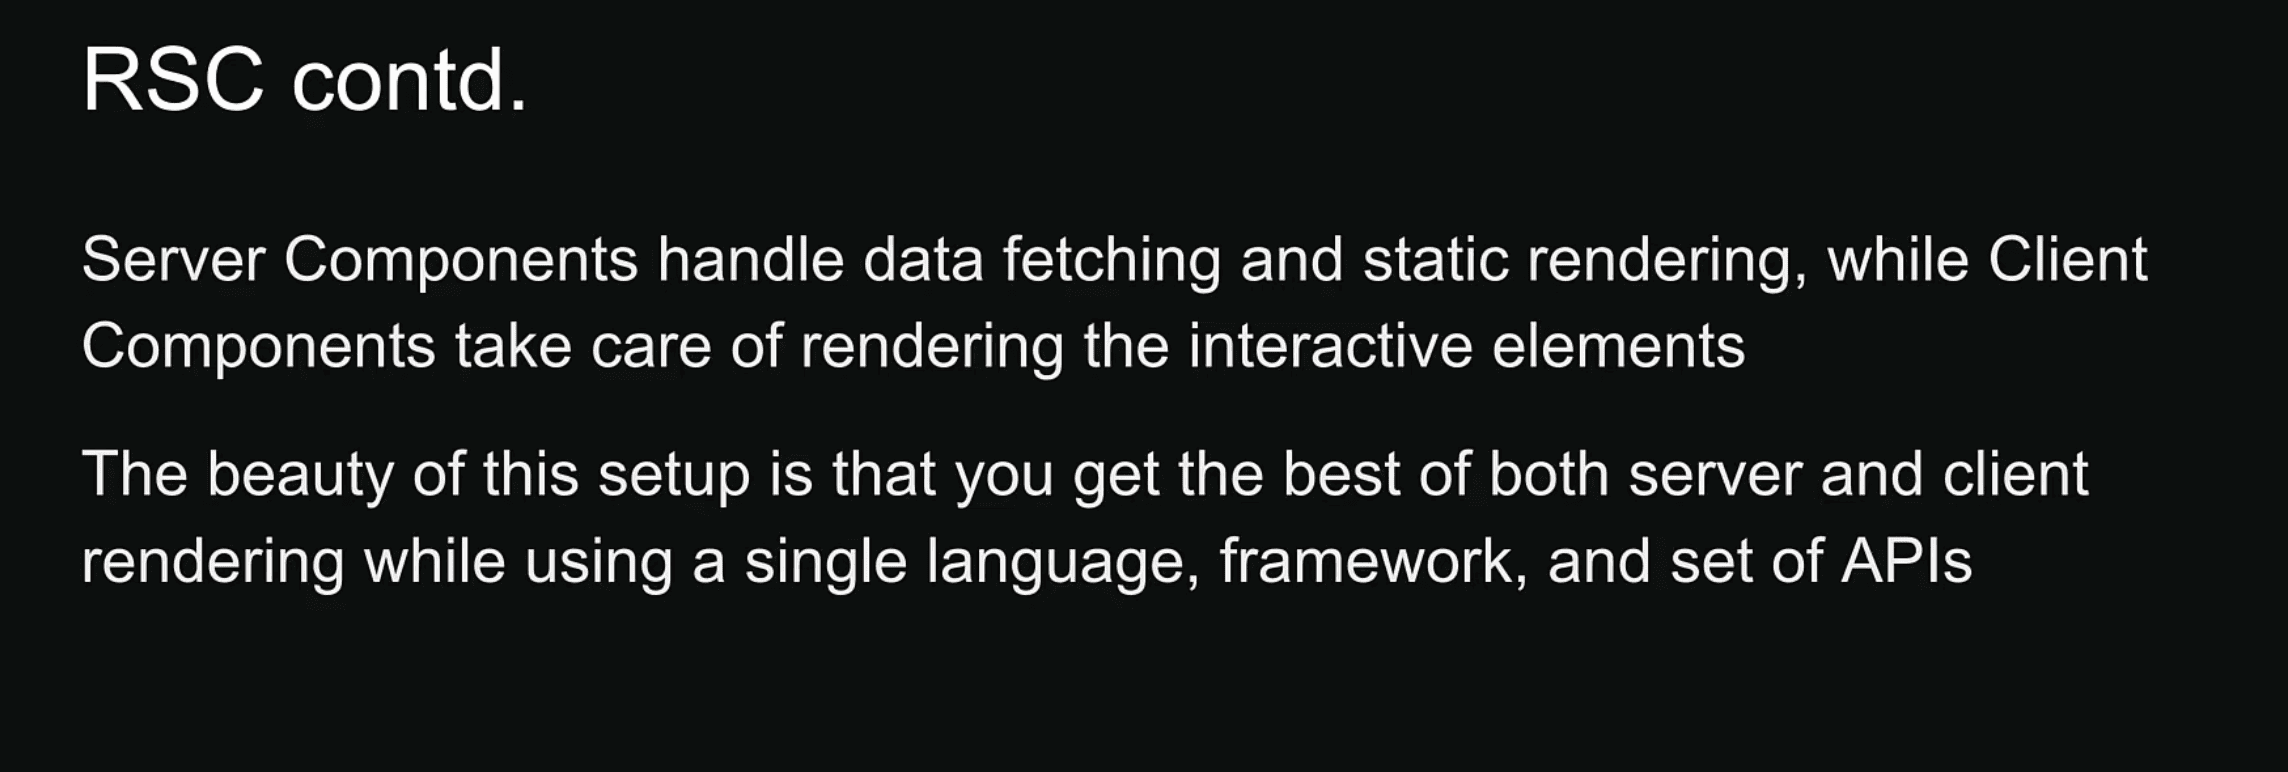 RSC contd.
Server Components handle data fetching and static rendering, while Client
Components take care of rendering the interactive elements
The beauty of this setup is that you get the best of both server and client
rendering while using a single language, framework, and set of APIs